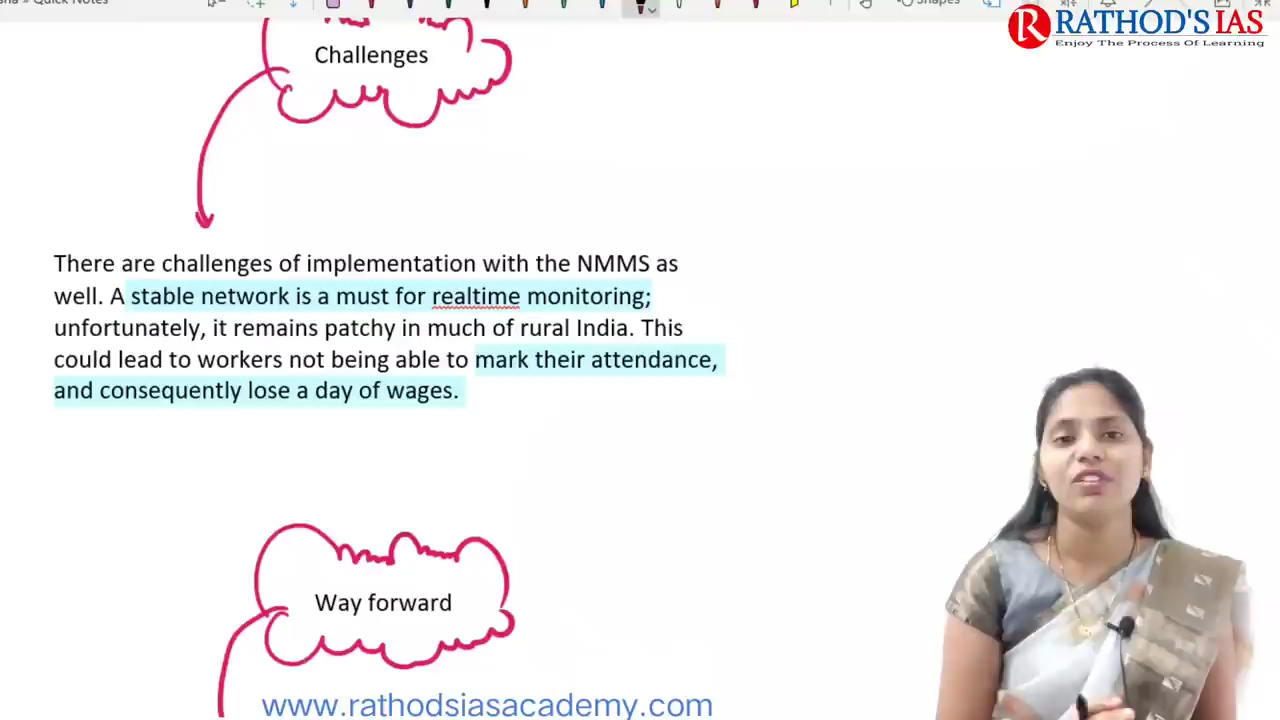 » Quick Notes
Shapes
R RATHOD'S IAS
Enjoy The Process Of Learning
Challenges
There are challenges of implementation with the NMMS as
well. A stable network is a must for realtime monitoring;
unfortunately, it remains patchy in much of rural India. This
could lead to workers not being able to mark their attendance,
and consequently lose a day of wages.
Way forward
www.rathodsiasacademy.com